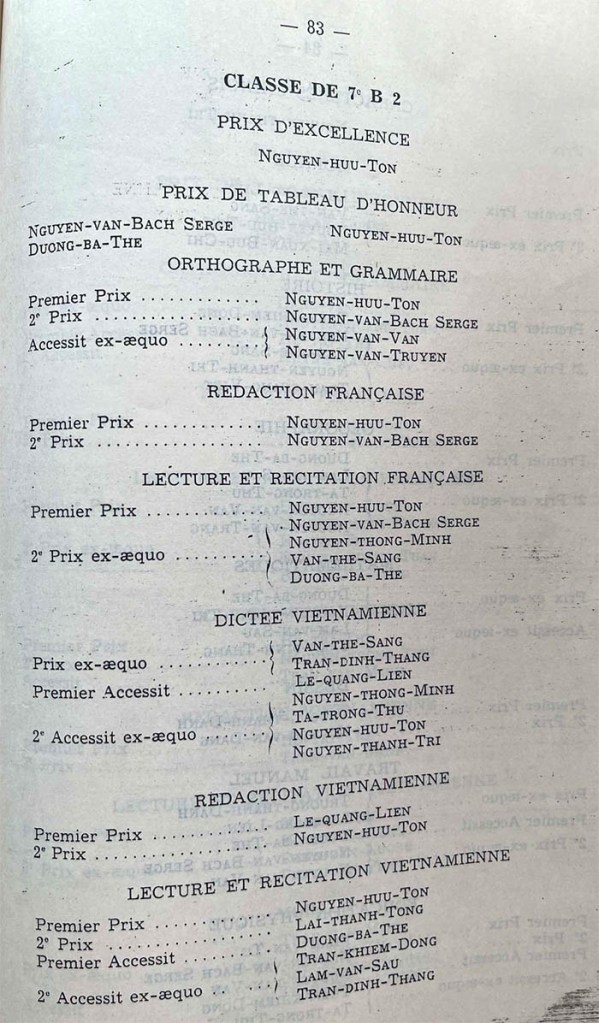 — 83 —
CLASSE DE 7e B 2
PRIX D'EXCELLENCE
NGUYEN-HUU-TON
PRIX DE TABLEAU D'HONNEUR
NGUYEN-VAN-BACH SERGE NGUYEN-HUU-TON
DUONG-BA-THE
ORTHOGRAPHE ET GRAMMAIRE
Premier Prix ............. NGUYEN-HUU-TON
2e Prix ................. NGUYEN-VAN-BACH SERGE
Accessit ex-æquo ......... { NGUYEN-VAN-VAN
NGUYEN-VAN-TRUYEN
REDACTION FRANÇAISE
Premier Prix ............. NGUYEN-HUU-TON
2e Prix ................. NGUYEN-VAN-BACH SERGE
LECTURE ET RECITATION FRANÇAISE
Premier Prix ............. NGUYEN-HUU-TON
NGUYEN-VAN-BACH SERGE
NGUYEN-THONG-MINH
2e Prix ex-æquo .......... { VAN-THE-SANG
DUONG-BA-THE
DICTEE VIETNAMIENNE
VAN-THE-SANG
Prix ex-æquo ............. { TRAN-DINH-THANG
LE-QUANG-LIEN
Premier Accessit .......... NGUYEN-THONG-MINH
TA-TRONG-THU
2e Accessit ex-æquo ....... { NGUYEN-HUU-TON
NGUYEN-THANH-TRI
REDACTION VIETNAMIENNE
Premier Prix ............. LE-QUANG-LIEN
2e Prix ................. NGUYEN-HUU-TON
LECTURE ET RECITATION VIETNAMIENNE
Premier Prix ............. NGUYEN-HUU-TON
2e Prix ................. LAI-THANH-TONG
Premier Accessit .......... DUONG-BA-THE
TRAN-KHIEM-DONG
2e Accessit ex-æquo ....... { LAM-VAN-SAU
TRAN-DINH-THANG